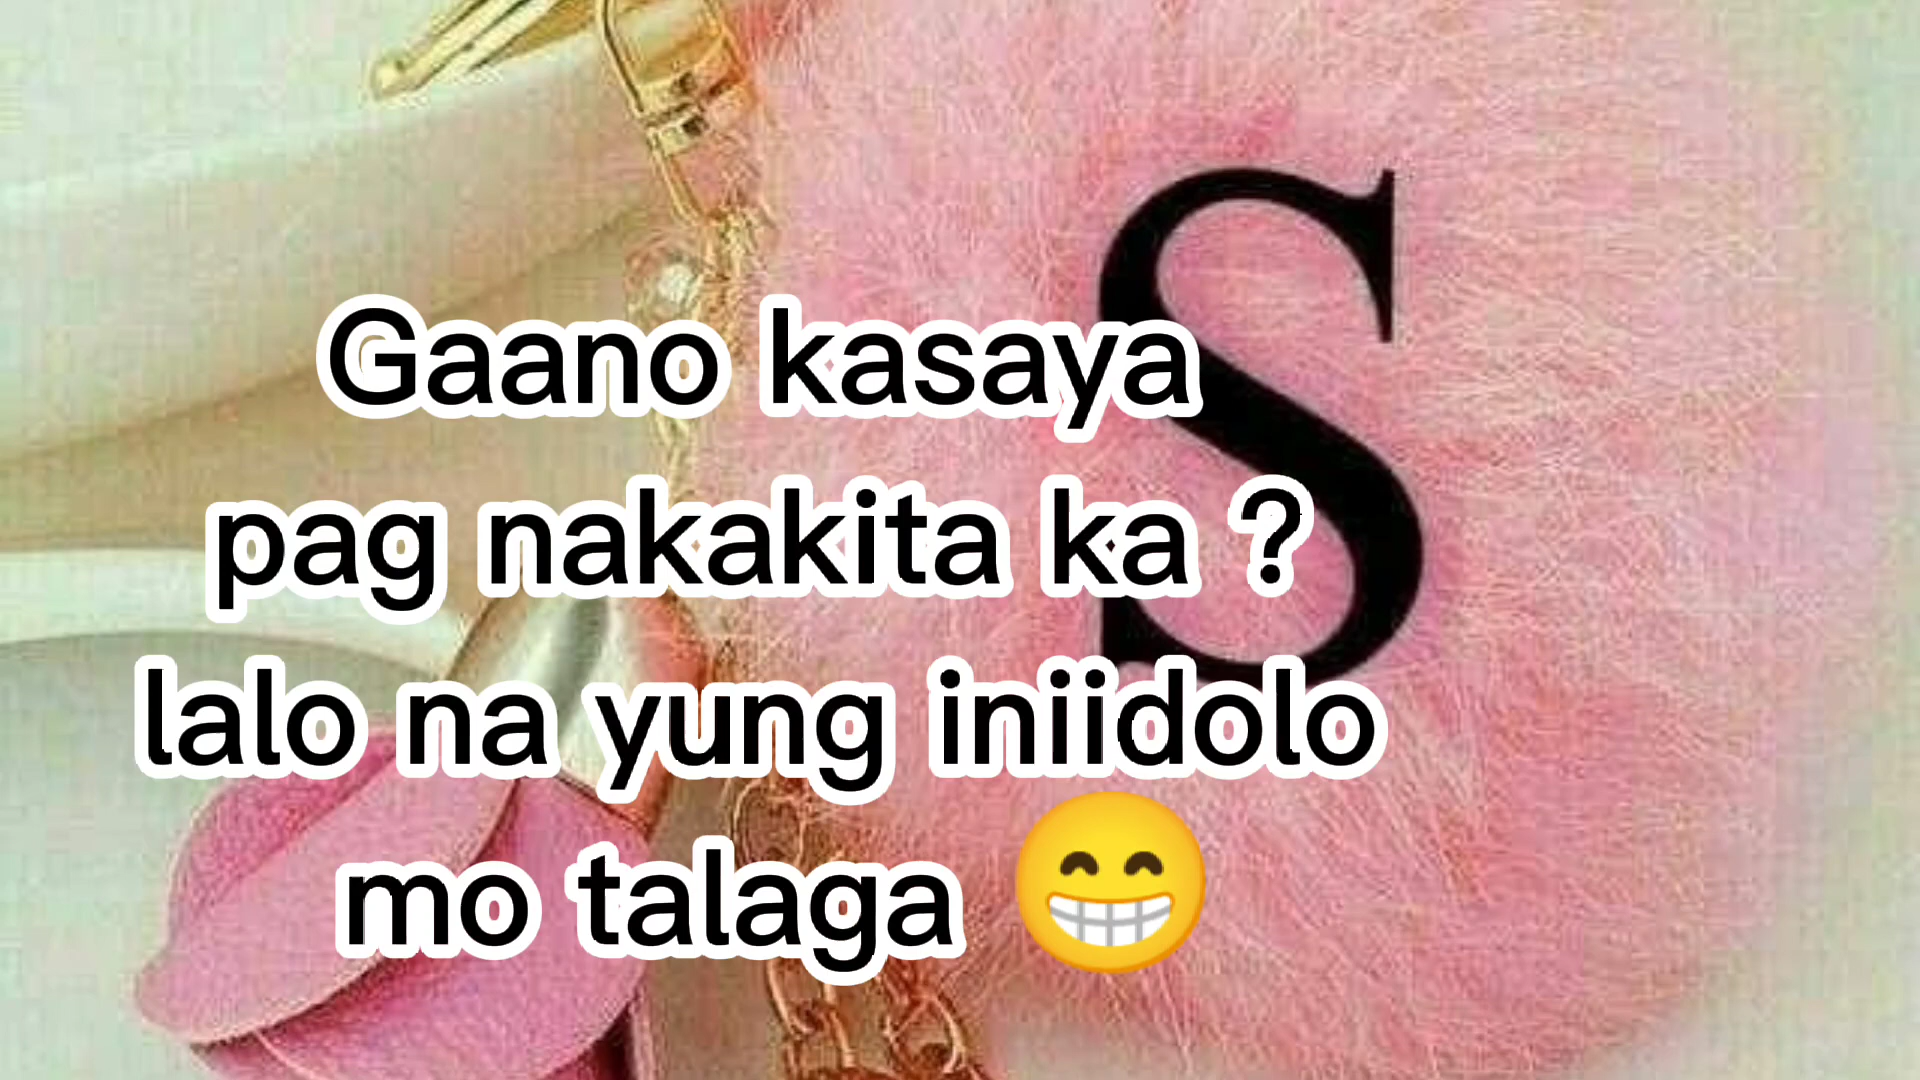 S
Gaano kasaya
pag nakakita ka ?
lalo na yung iniidolo
mo talaga 😁